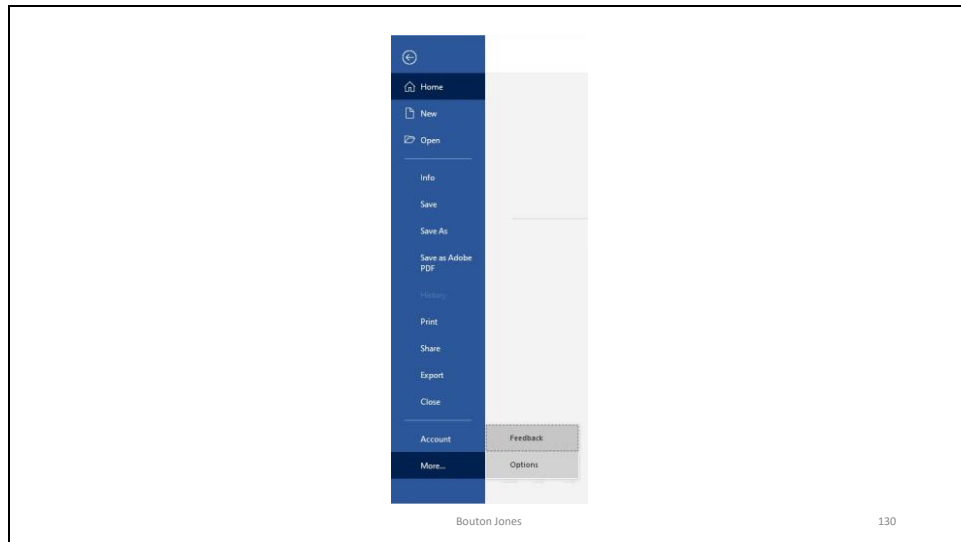 Home
New
Open
Info
Save
Save As
Save as Adobe
PDF
History
Print
Share
Export
Close
Account
Feedback
More...
Options
Bouton Jones
130